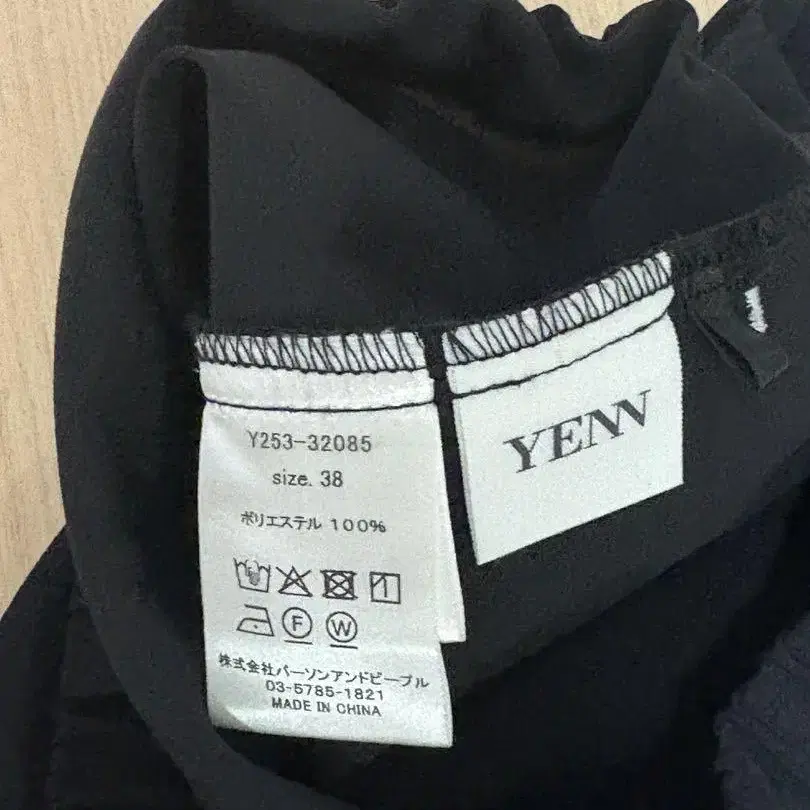 Y253-32085
size. 38
ポリエステル 100%
F
W
株式会社パーソンアンドピープル
03-5785-1821
MADE IN CHINA
YENN